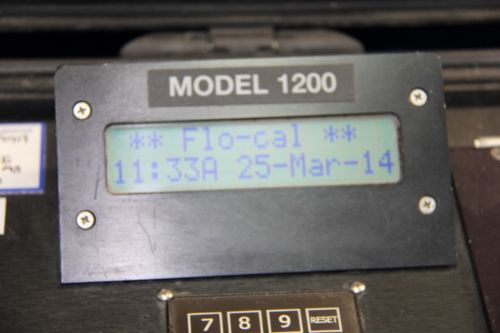 MODEL 1200
** Flo-cal **
11:33A 25-Mar-14
7 8 9 RESET